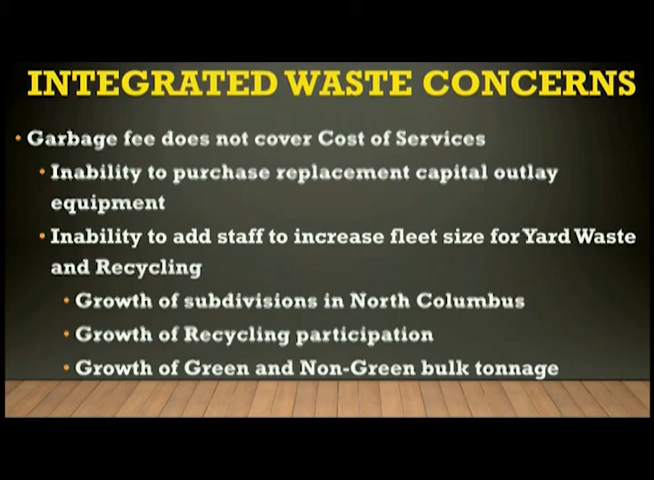 INTEGRATED WASTE CONCERNS
• Garbage fee does not cover Cost of Services
• Inability to purchase replacement capital outlay
equipment
• Inability to add staff to increase fleet size for Yard Waste
and Recycling
• Growth of subdivisions in North Columbus
• Growth of Recycling participation
• Growth of Green and Non-Green bulk tonnage